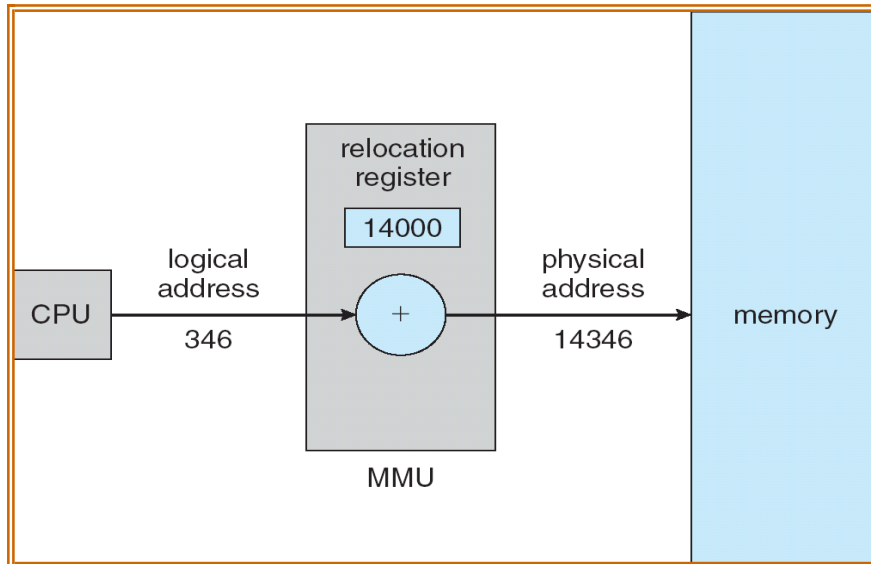 relocation
register
14000
logical
address
physical
address
CPU
+
memory
346
14346
MMU